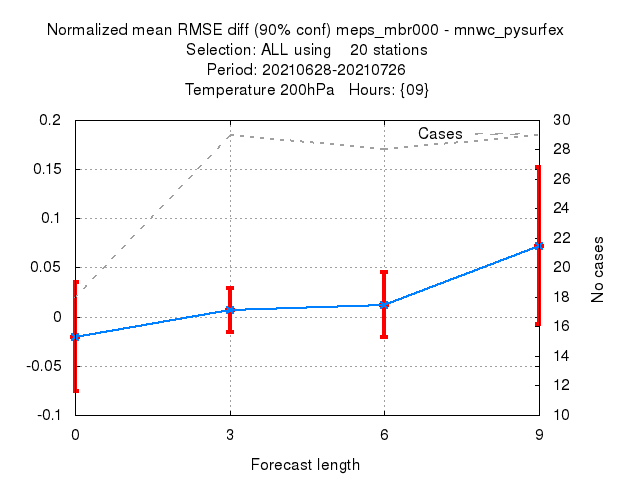 Normalized mean RMSE diff (90% conf) meps_mbr000 - mnwc_pysurfex
Selection: ALL using 20 stations
Period: 20210628-20210726
Temperature 200hPa Hours: {09}
Cases
0.2
0.15
0.1
0.05
0
-0.05
-0.1
30
28
26
24
22
20
18
16
14
12
10
No cases
0 3 6 9
Forecast length